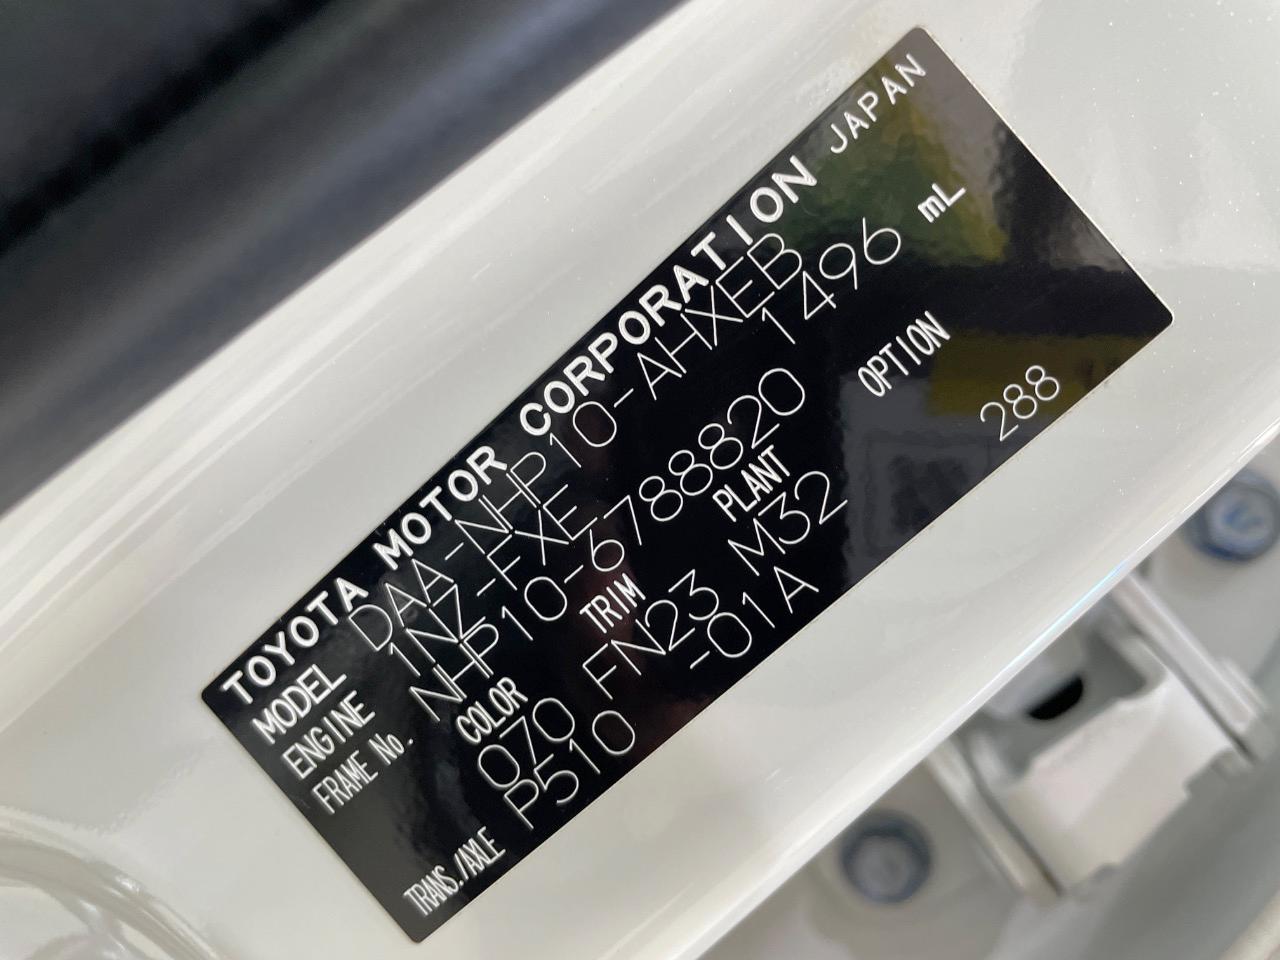 TOYOTA MOTOR CORPORATION JAPAN
MODEL DAA-NHP10-AHXEB
ENGINE 1NZ-FXE 1496 mL
FRAME No. NHP10-6788820
COLOR TRIM PLANT OPTION
070 FN23 M32 288
TRANS./AXLE P510 -01A